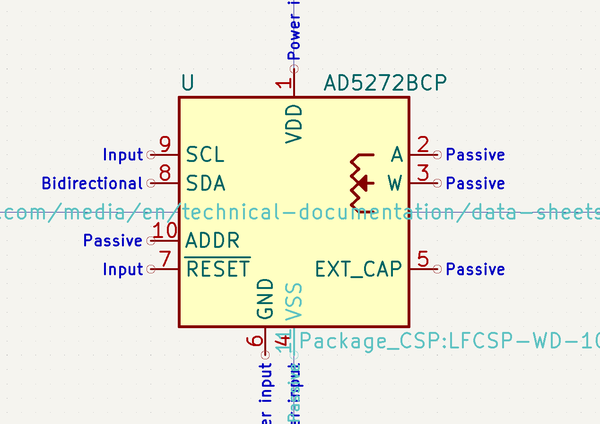 Power i
1
U AD5272BCP
VDD
Input 9 SCL A 2 Passive
Bidirectional 8 SDA W 3 Passive
.com/media/en/technical-documentation/data-sheets
Passive 10 ADDR
Input 7 RESET EXT_CAP 5 Passive
GND VSS
6 4 Package_CSP:LFCSP-WD-10
er input